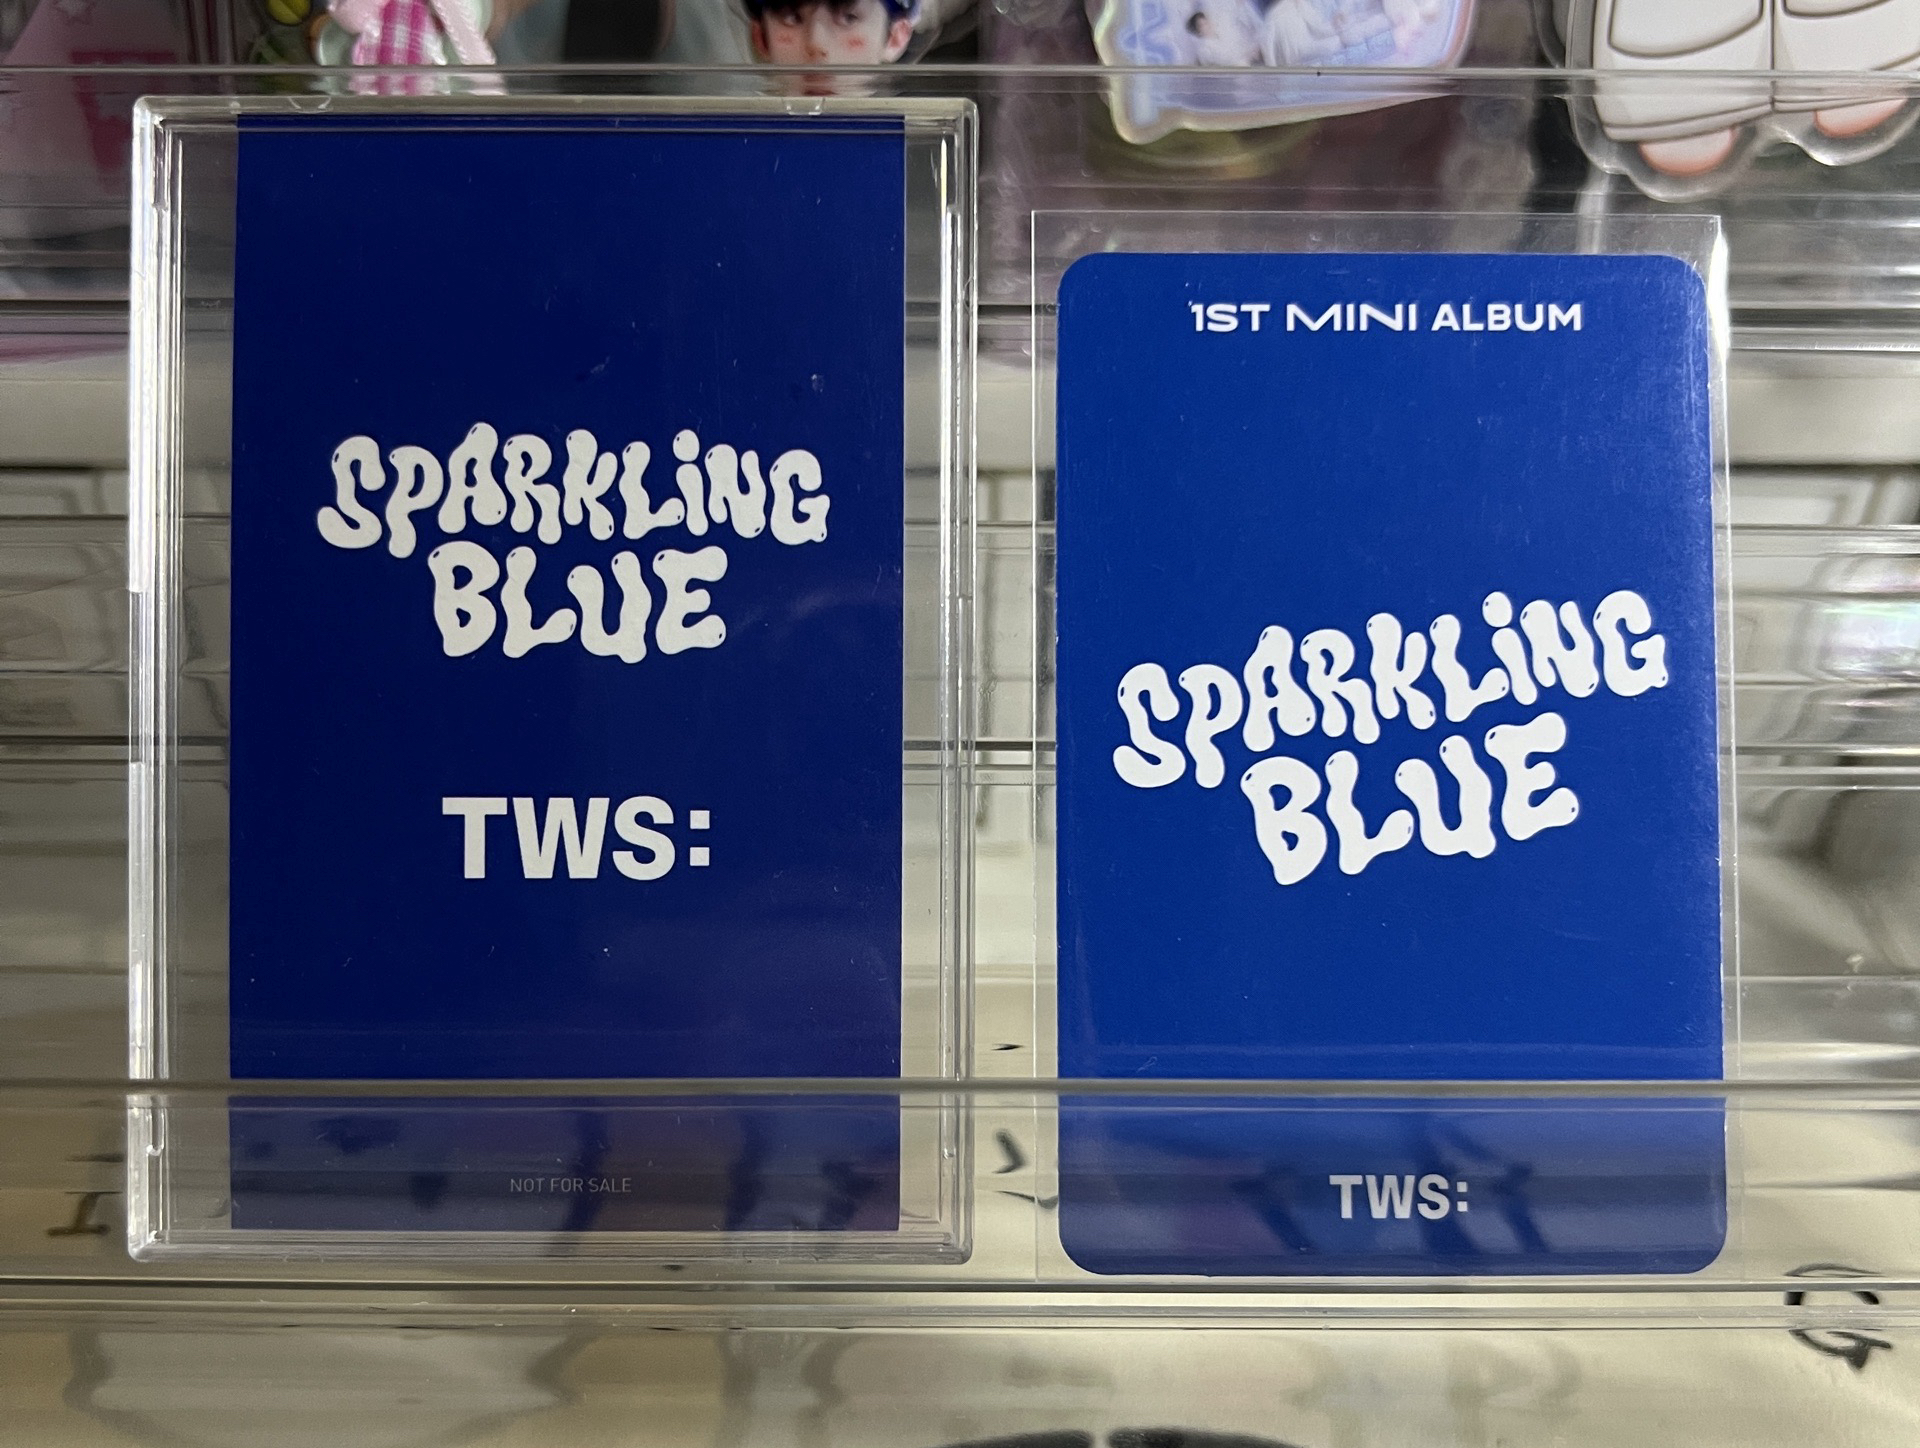 SPARKLiNG
BLUE
TWS:
NOT FOR SALE
1ST MINI ALBUM
SPARKLiNG
BLUE
TWS:
G